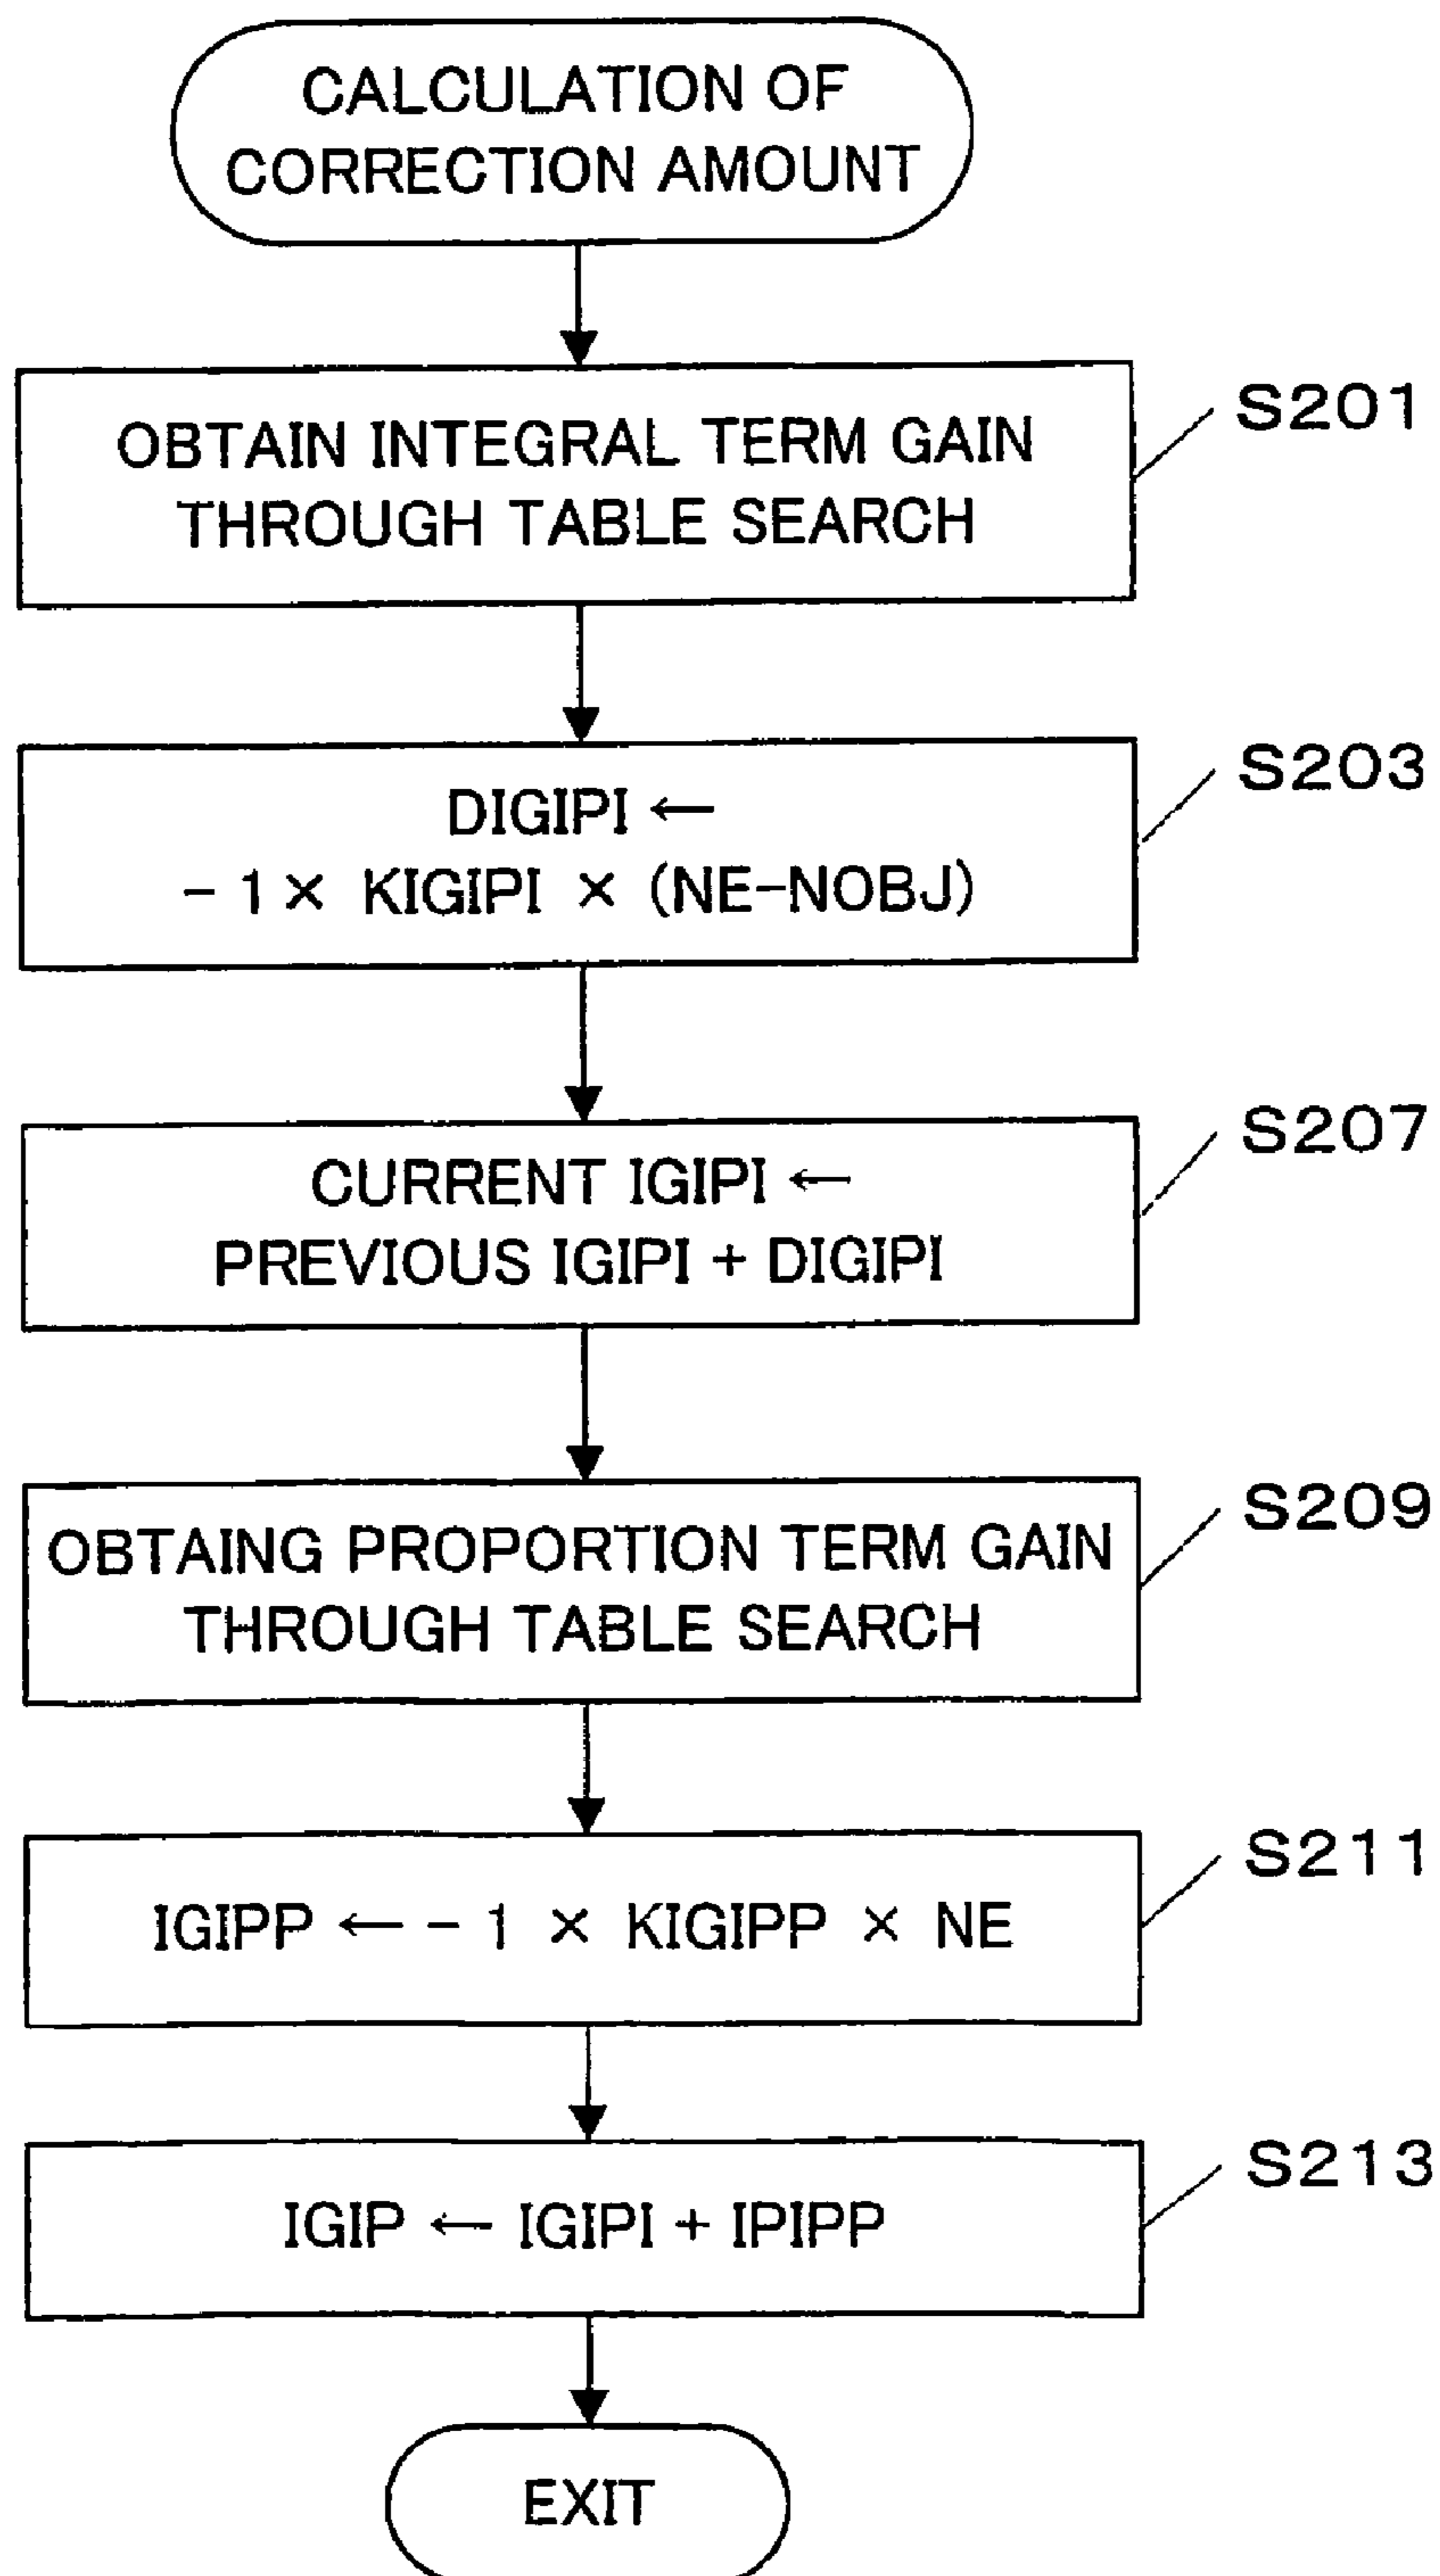 CALCULATION OF
CORRECTION AMOUNT
OBTAIN INTEGRAL TERM GAIN
THROUGH TABLE SEARCH
S201
DIGIPI ←
- 1 × KIGIPI × (NE-NOBJ)
S203
CURRENT IGIPI ←
PREVIOUS IGIPI + DIGIPI
S207
OBTAING PROPORTION TERM GAIN
THROUGH TABLE SEARCH
S209
IGIPP ← - 1 × KIGIPP × NE
S211
IGIP ← IGIPI + IPIPP
S213
EXIT